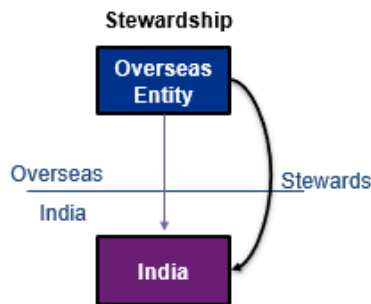 Stewardship
Overseas
Entity
Overseas
Stewards
India
India